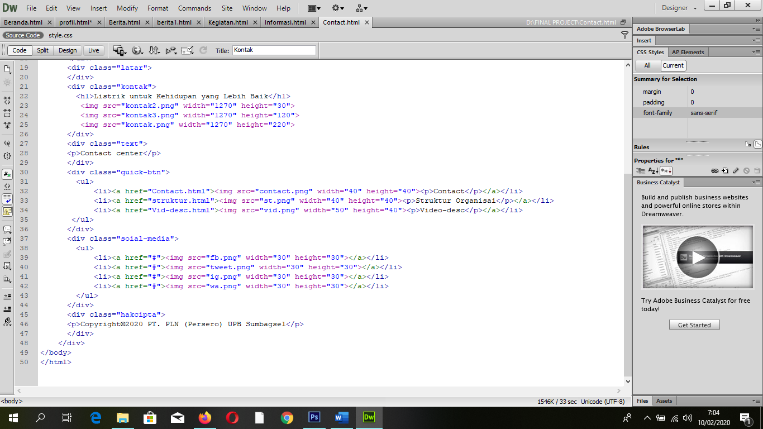 Dw File Edit View Insert Modify Format Commands Site Window Help Designer
Beranda.html profil.html* Berita.html berita1.html Kegiatan.html informasi.html Contact.html D:\FINAL PROJECT\Contact.html
Source Code style.css
Code Split Design Live Title: Kontak
19 <div class="latar">
20 </div>
21 <div class="kontak">
22 <h1>Listrik untuk Kehidupan yang Lebih Baik</h1>
23 <img src="kontak2.png" width="1270" height="30">
24 <img src="kontak3.png" width="1270" height="120">
25 <img src="kontak.png" width="1270" height="220">
26 </div>
27 <div class="text">
28 <p>Contact center</p>
29 </div>
30 <div class="quick-btn">
31 <ul>
32 <li><a href="Contact.html"><img src="contact.png" width="40" height="40"><p>Contact</p></a></li>
33 <li><a href="struktur.html"><img src="st.png" width="40" height="40"><p>Struktur Organisai</p></a></li>
34 <li><a href="Vid-desc.html"><img src="vid.png" width="50" height="40"><p>Video-desc</p></a></li>
35 </ul>
36 </div>
37 <div class="soial-media">
38 <ul>
39 <li><a href="#"><img src="fb.png" width="30" height="30"></a></li>
40 <li><a href="#"><img src="tweet.png" width="30" height="30"></a></li>
41 <li><a href="#"><img src="ig.png" width="30" height="30"></a></li>
42 <li><a href="#"><img src="wa.png" width="30" height="30"></a></li>
43 </ul>
44 </div>
45 <div class="hakcipta">
46 <p>Copyright©2020 PT. PLN (Persero) UPB Sumbagsel</p>
47 </div>
48 </div>
49 </body>
50 </html>
<body> 1546K / 33 sec Unicode (UTF-8)
Adobe BrowserLab
Insert
CSS Styles AP Elements
All Current
Summary for Selection
margin 0
padding 0
font-family sans-serif
Rules
Properties for "*"
Business Catalyst
Build and publish business websites
and powerful online stores within
Dreamweaver.
Try Adobe Business Catalyst for free
today!
Get Started
Files Assets
7:04
10/02/2020